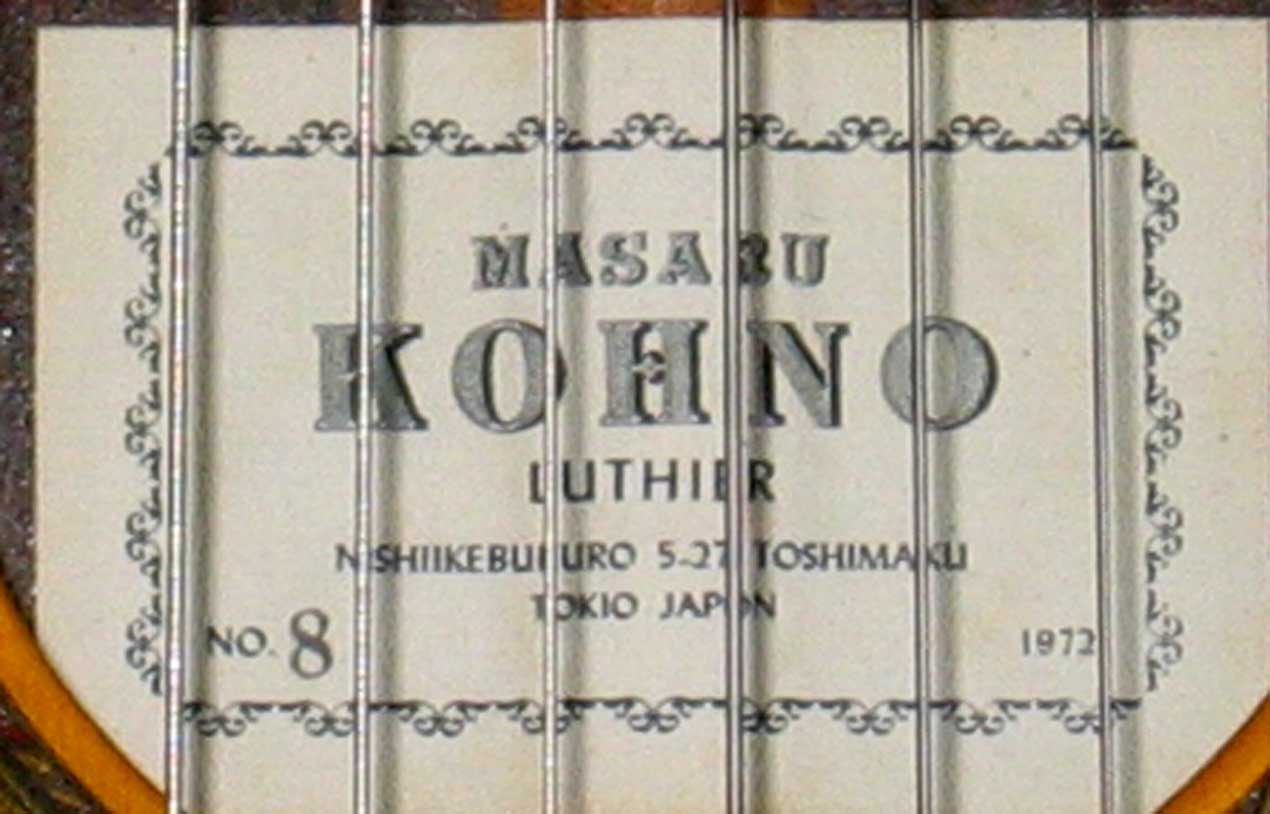 MASARU
KOHNO
LUTHIER
NISHIIKEBUKURO 5-27 TOSHIMAKU
TOKIO JAPON
NO. 8 1972